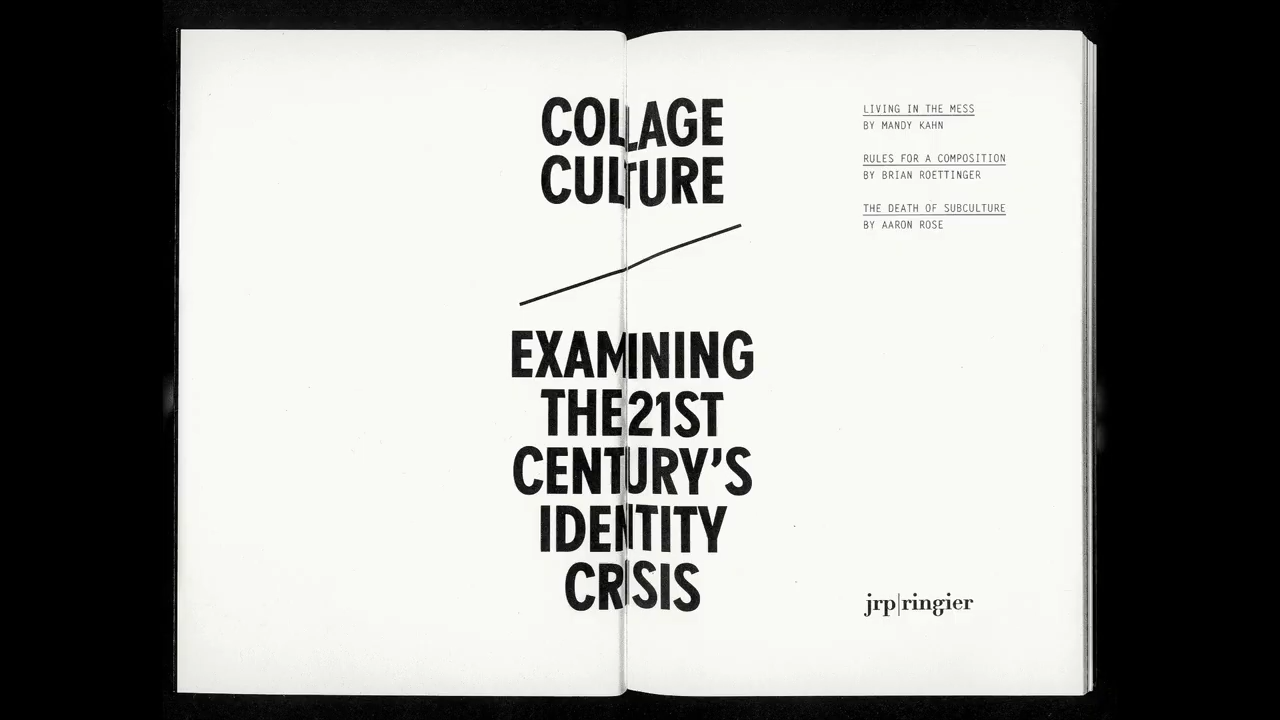 COLLAGE
CULTURE
EXAMINING
THE 21ST
CENTURY'S
IDENTITY
CRISIS
LIVING IN THE MESS
BY MANDY KAHN
RULES FOR A COMPOSITION
BY BRIAN ROETTINGER
THE DEATH OF SUBCULTURE
BY AARON ROSE
jrp|ringier